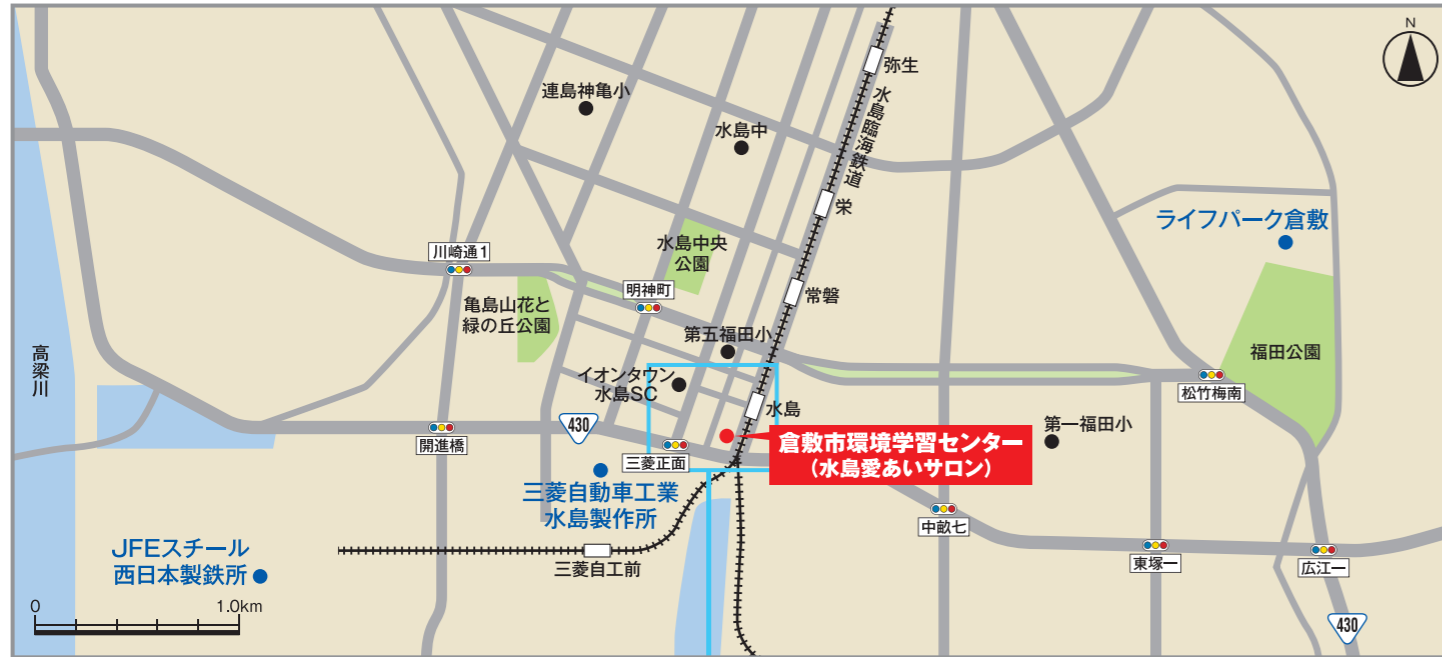 N
弥生
水島臨海鉄道
連島神亀小
水島中
栄
ライフパーク倉敷
川崎通1
水島中央
公園
常磐
明神町
亀島山花と
緑の丘公園
第五福田小
高梁川
福田公園
イオンタウン
水島SC
松竹梅南
水島
430
第一福田小
開進橋
三菱正面
倉敷市環境学習センター
(水島愛あいサロン)
三菱自動車工業
水島製作所
中畝七
JFEスチール
西日本製鉄所
三菱自工前
東塚一
広江一
0
1.0km
430